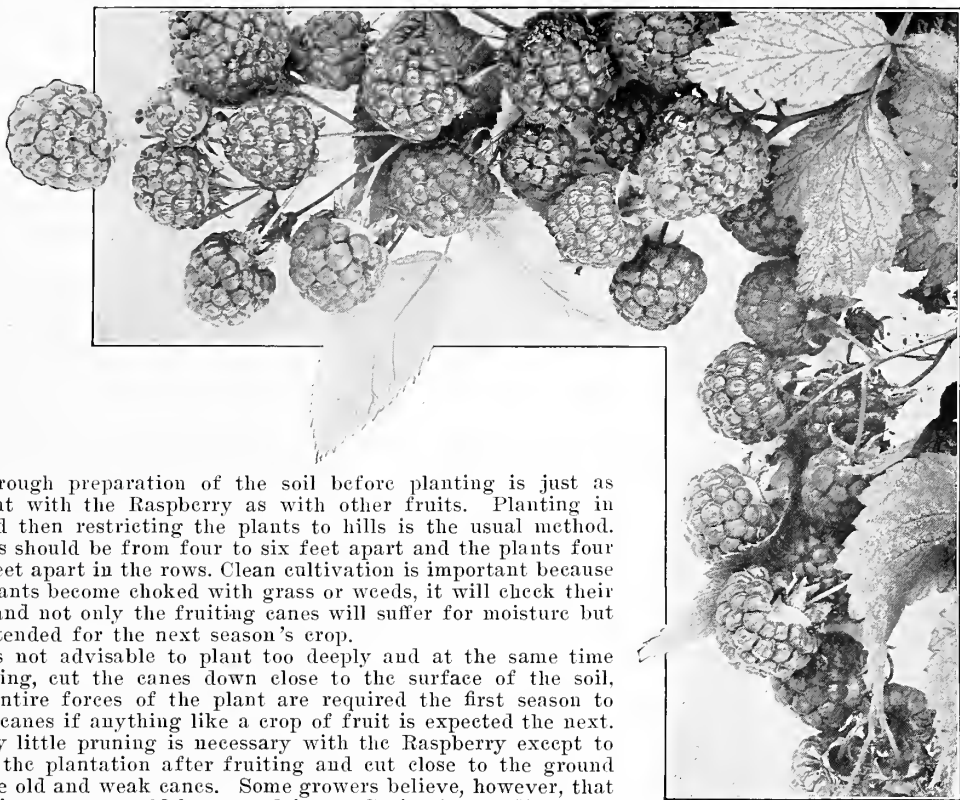 rough preparation of the soil before planting is just as
nt with the Raspberry as with other fruits. Planting in
d then restricting the plants to hills is the usual method.
s should be from four to six feet apart and the plants four
eet apart in the rows. Clean cultivation is important because
ants become choked with grass or weeds, it will check their
and not only the fruiting canes will suffer for moisture but
tended for the next season's crop.
s not advisable to plant too deeply and at the same time
ing, cut the canes down close to the surface of the soil,
ntire forces of the plant are required the first season to
canes if anything like a crop of fruit is expected the next.
y little pruning is necessary with the Raspberry except to
the plantation after fruiting and cut close to the ground
e old and weak canes. Some growers believe, however, that